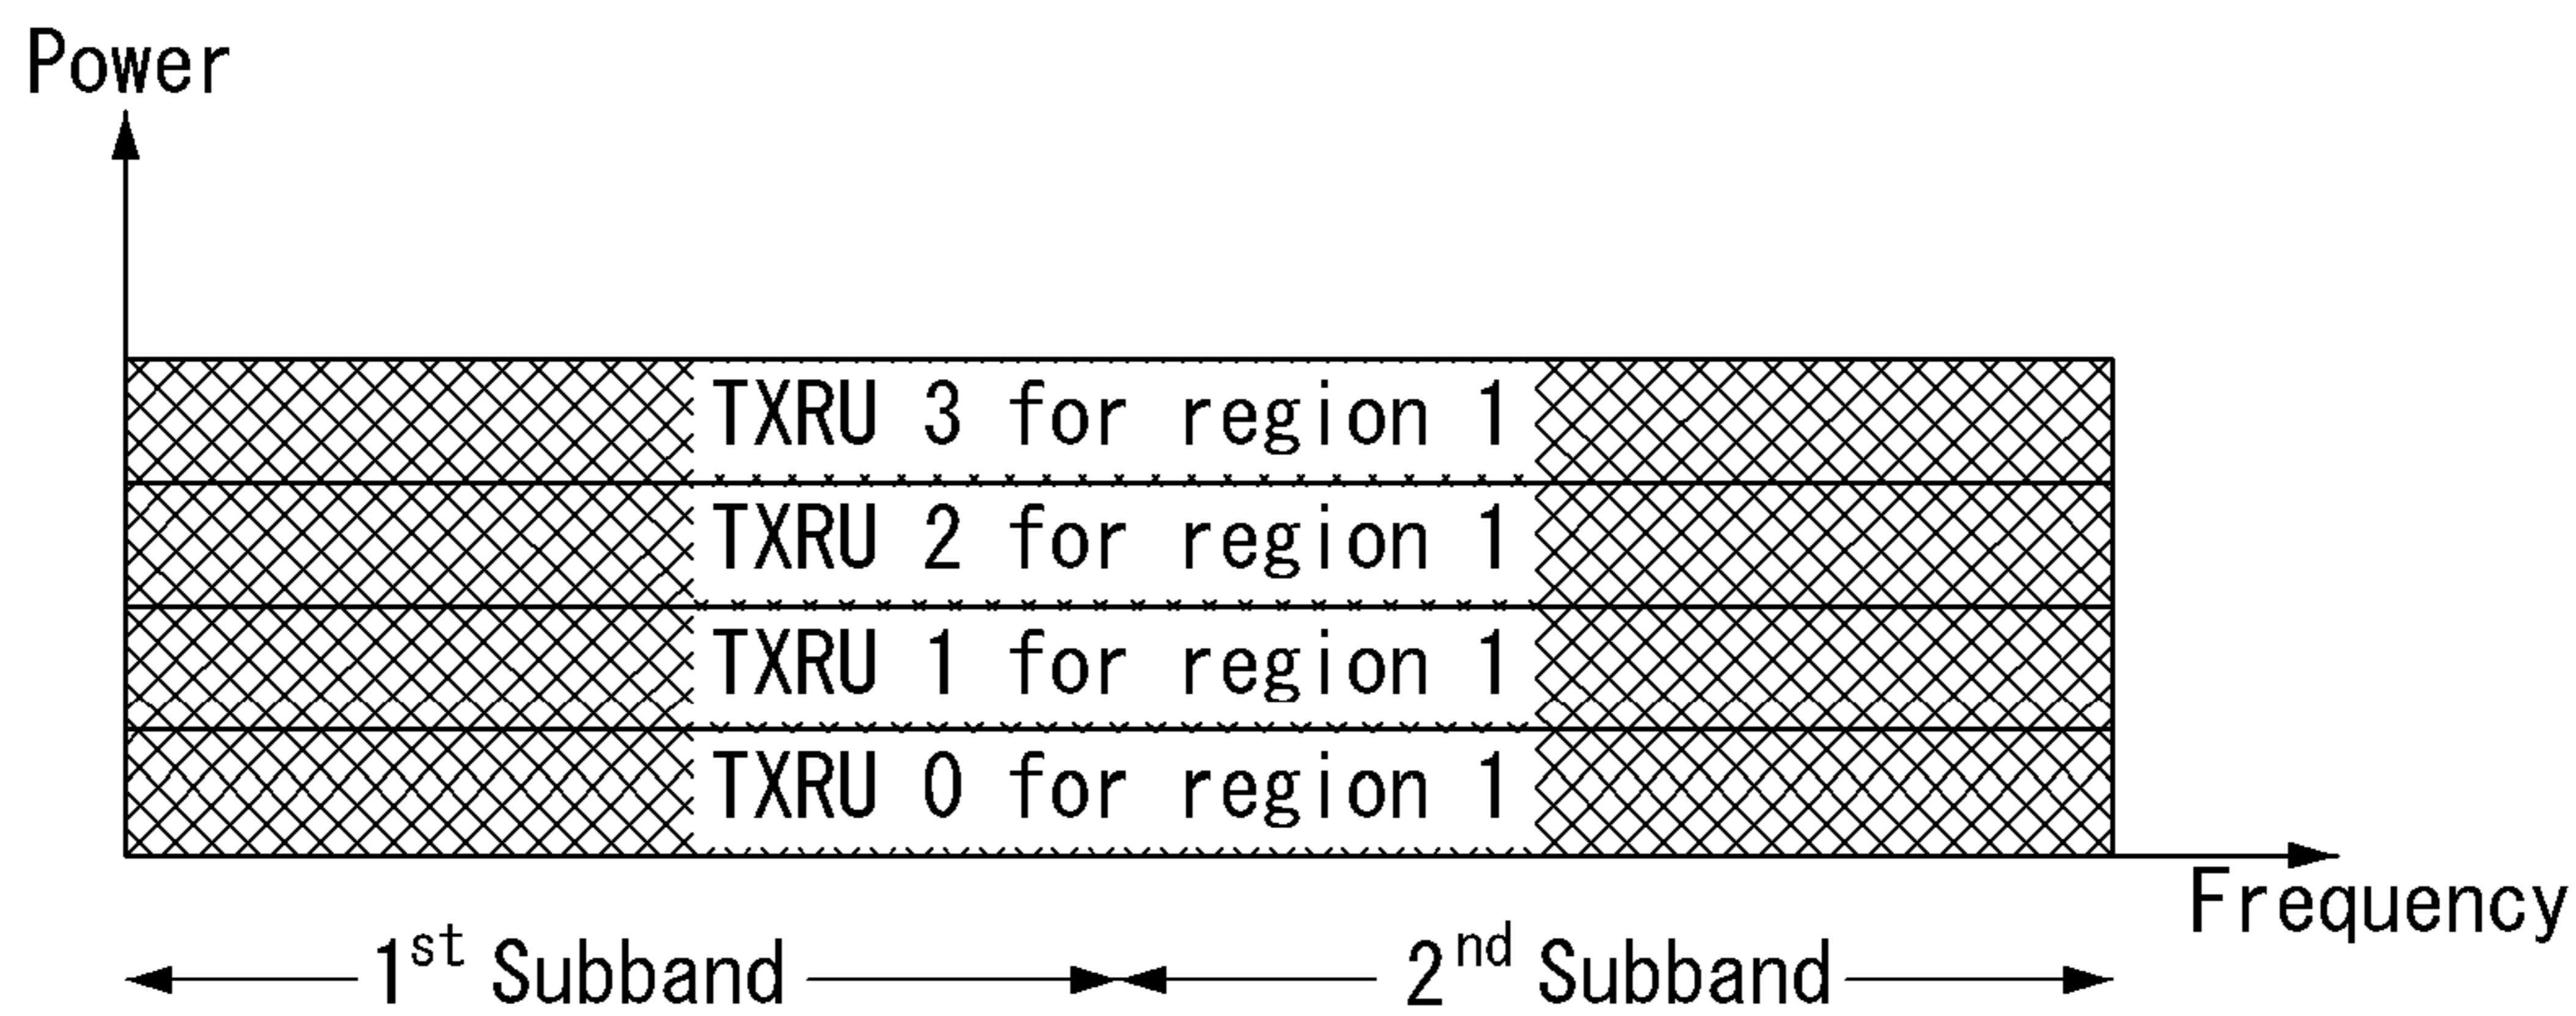 Power
TXRU 3 for region 1
TXRU 2 for region 1
TXRU 1 for region 1
TXRU 0 for region 1
Frequency
1st Subband
2nd Subband